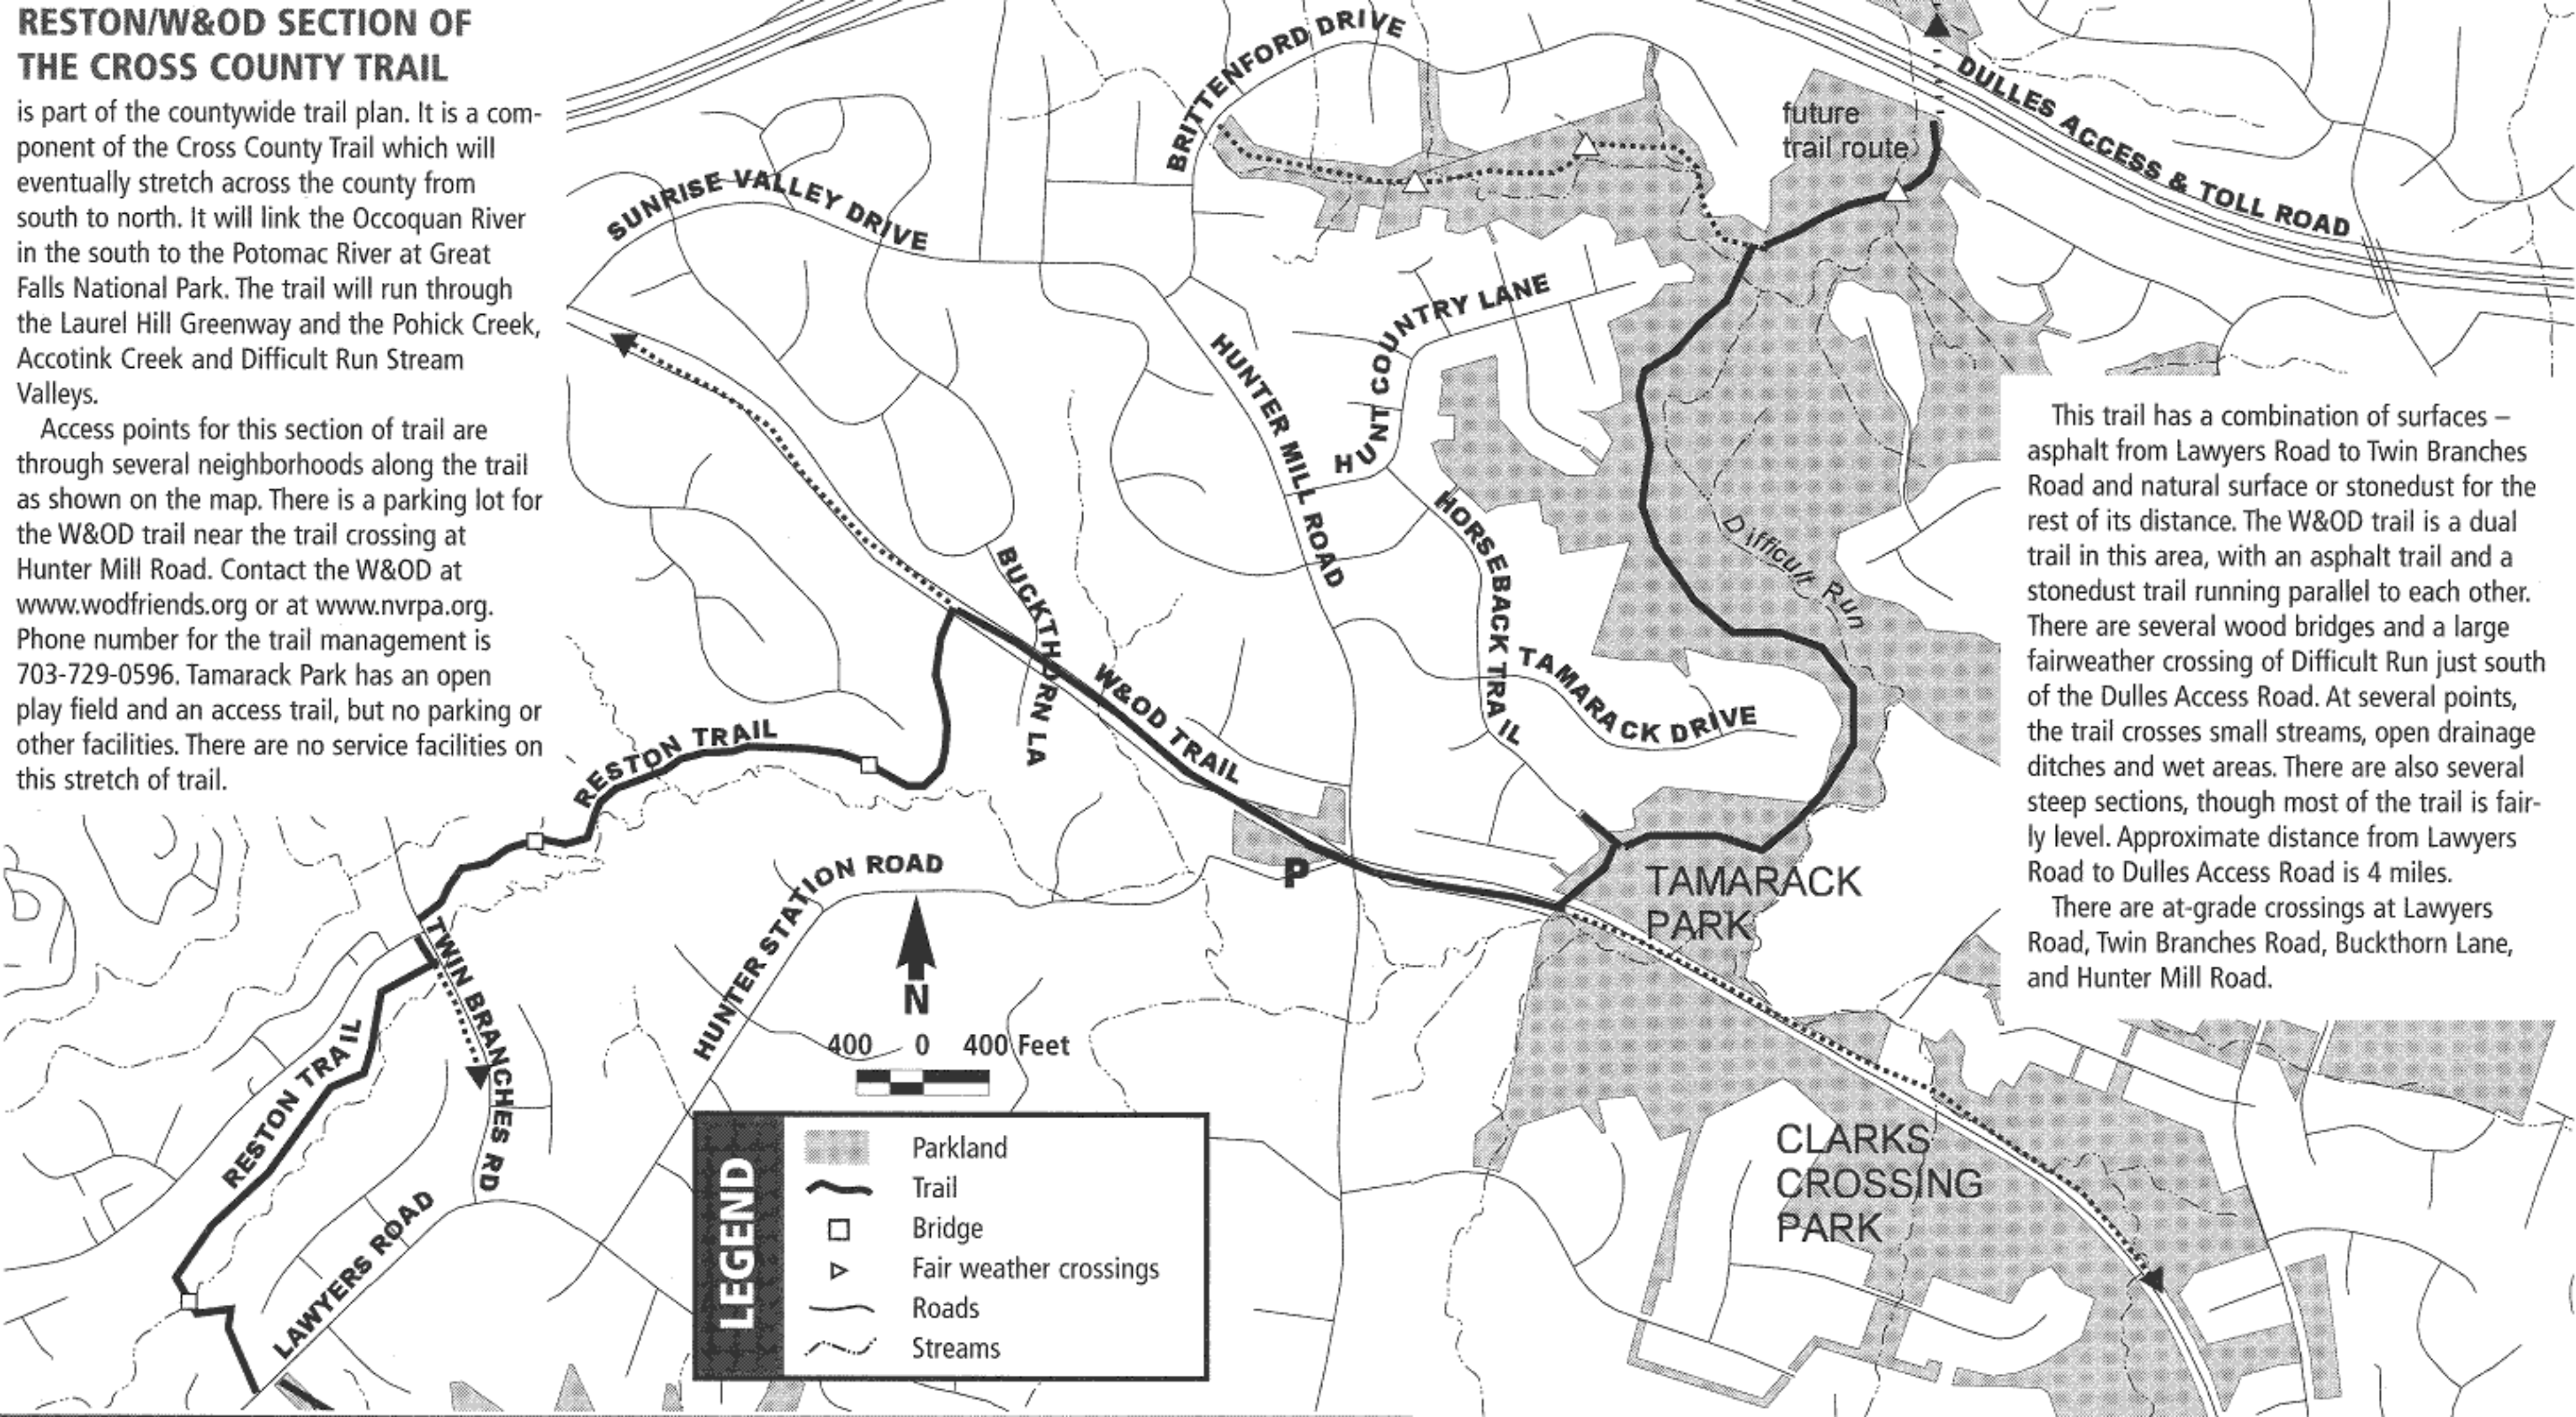 RESTON/W&OD SECTION OF
THE CROSS COUNTY TRAIL
is part of the countywide trail plan. It is a com-
ponent of the Cross County Trail which will
eventually stretch across the county from
south to north. It will link the Occoquan River
in the south to the Potomac River at Great
Falls National Park. The trail will run through
the Laurel Hill Greenway and the Pohick Creek,
Accotink Creek and Difficult Run Stream
Valleys.
Access points for this section of trail are
through several neighborhoods along the trail
as shown on the map. There is a parking lot for
the W&OD trail near the trail crossing at
Hunter Mill Road. Contact the W&OD at
www.wodfriends.org or at www.nvrpa.org.
Phone number for the trail management is
703-729-0596. Tamarack Park has an open
play field and an access trail, but no parking or
other facilities. There are no service facilities on
this stretch of trail.
BRITTENFORD DRIVE
SUNRISE VALLEY DRIVE
future
trail route
DULLES ACCESS & TOLL ROAD
HUNT COUNTRY LANE
HUNTER MILL ROAD
HORSEBACK TRAIL
Difficult Run
BUCKTHORN LA
W&OD TRAIL
TAMARACK DRIVE
RESTON TRAIL
P
TAMARACK
PARK
HUNTER STATION ROAD
TWIN BRANCHES RD
RESTON TRAIL
LAWYERS ROAD
N
400 0 400 Feet
CLARKS
CROSSING
PARK
LEGEND
Parkland
Trail
Bridge
Fair weather crossings
Roads
Streams
This trail has a combination of surfaces –
asphalt from Lawyers Road to Twin Branches
Road and natural surface or stonedust for the
rest of its distance. The W&OD trail is a dual
trail in this area, with an asphalt trail and a
stonedust trail running parallel to each other.
There are several wood bridges and a large
fairweather crossing of Difficult Run just south
of the Dulles Access Road. At several points,
the trail crosses small streams, open drainage
ditches and wet areas. There are also several
steep sections, though most of the trail is fair-
ly level. Approximate distance from Lawyers
Road to Dulles Access Road is 4 miles.
There are at-grade crossings at Lawyers
Road, Twin Branches Road, Buckthorn Lane,
and Hunter Mill Road.